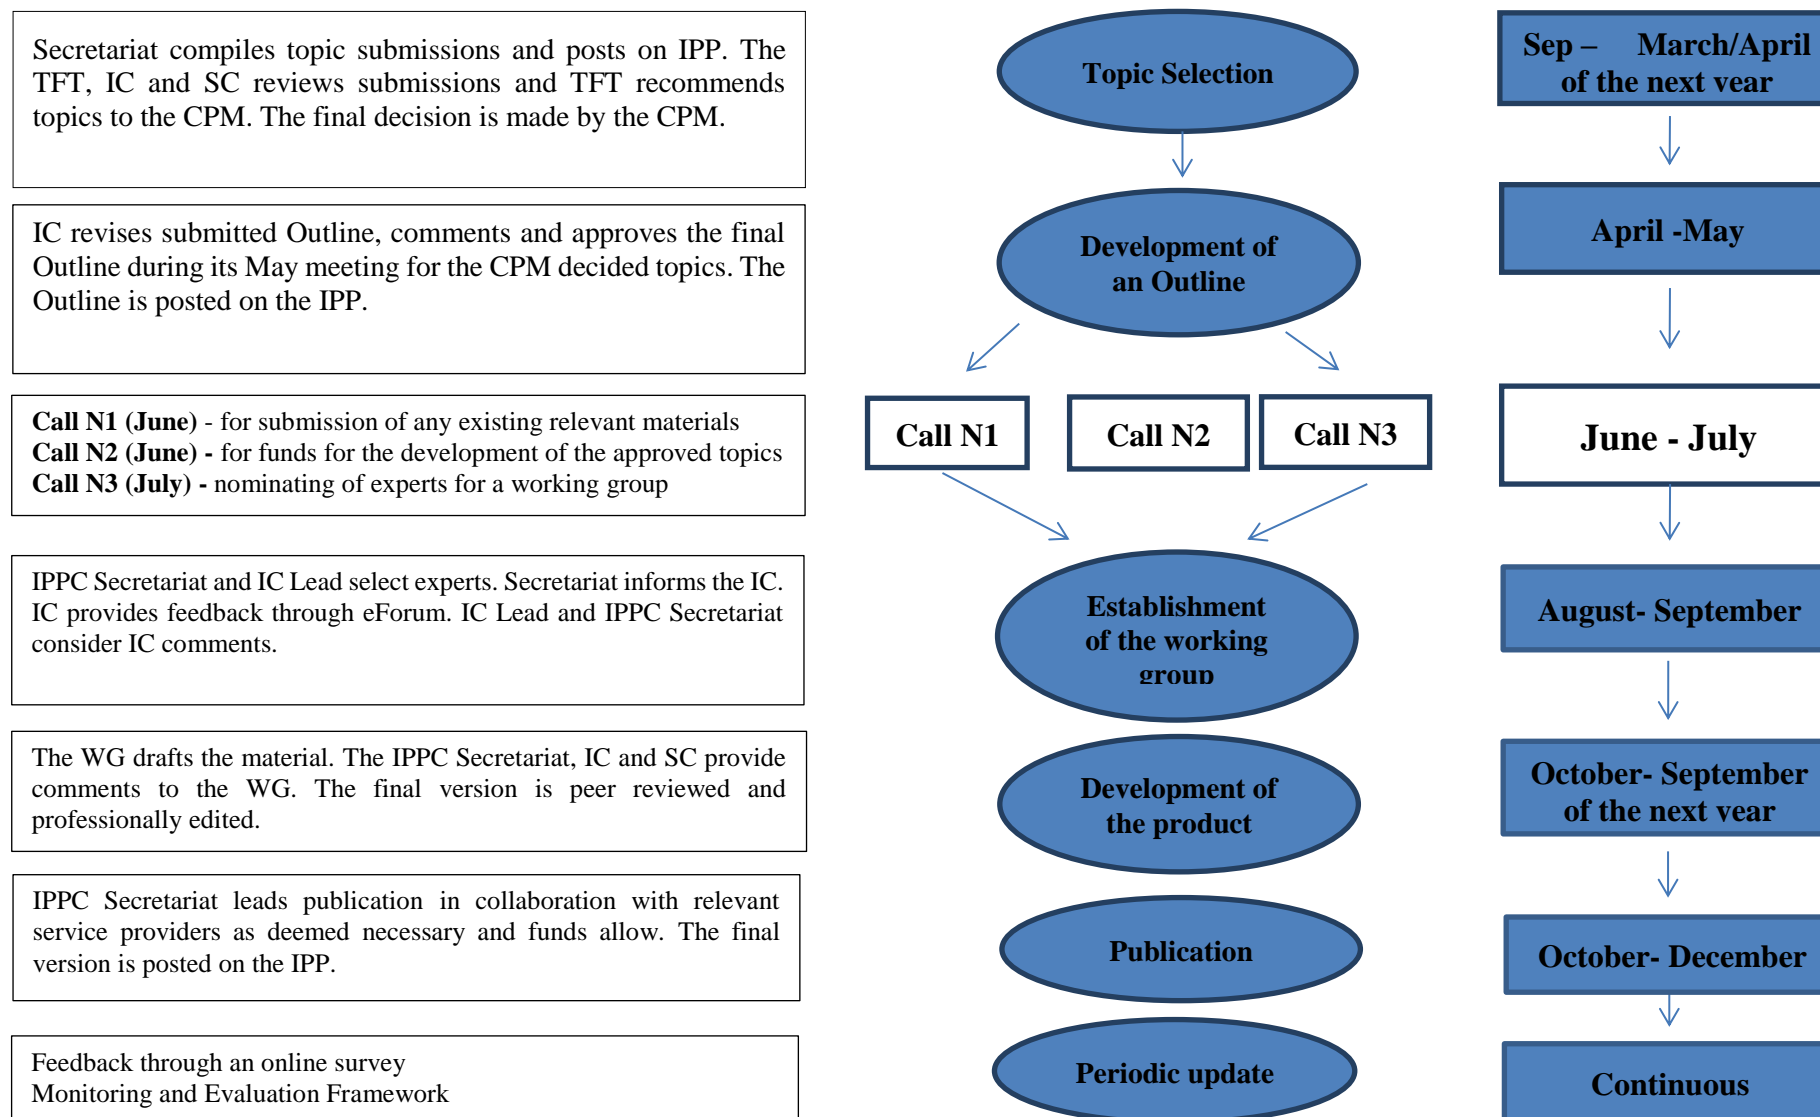 Secretariat compiles topic submissions and posts on IPP. The
TFT, IC and SC reviews submissions and TFT recommends
topics to the CPM. The final decision is made by the CPM.
Topic Selection
Sep – March/April
of the next year
IC revises submitted Outline, comments and approves the final
Outline during its May meeting for the CPM decided topics. The
Outline is posted on the IPP.
Development of
an Outline
April -May
Call N1 (June) - for submission of any existing relevant materials
Call N2 (June) - for funds for the development of the approved topics
Call N3 (July) - nominating of experts for a working group
Call N1
Call N2
Call N3
June - July
IPPC Secretariat and IC Lead select experts. Secretariat informs the IC.
IC provides feedback through eForum. IC Lead and IPPC Secretariat
consider IC comments.
Establishment
of the working
group
August- September
The WG drafts the material. The IPPC Secretariat, IC and SC provide
comments to the WG. The final version is peer reviewed and
professionally edited.
Development of
the product
October- September
of the next year
IPPC Secretariat leads publication in collaboration with relevant
service providers as deemed necessary and funds allow. The final
version is posted on the IPP.
Publication
October- December
Feedback through an online survey
Monitoring and Evaluation Framework
Periodic update
Continuous